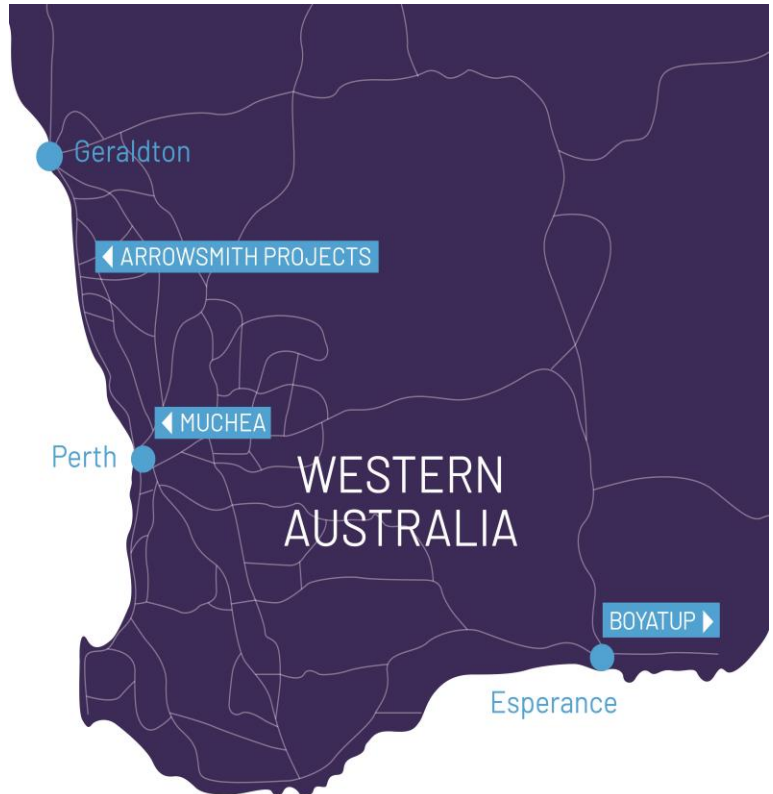 Geraldton
ARROWSMITH PROJECTS
MUCHEA
Perth
WESTERN
AUSTRALIA
BOYATUP
Esperance